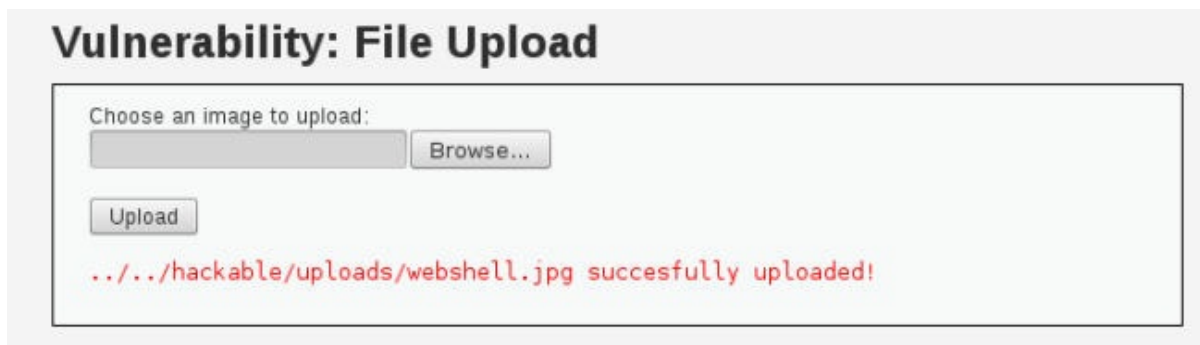 Vulnerability: File Upload
Choose an image to upload:
Browse...
Upload
../../hackable/uploads/webshell.jpg succesfully uploaded!